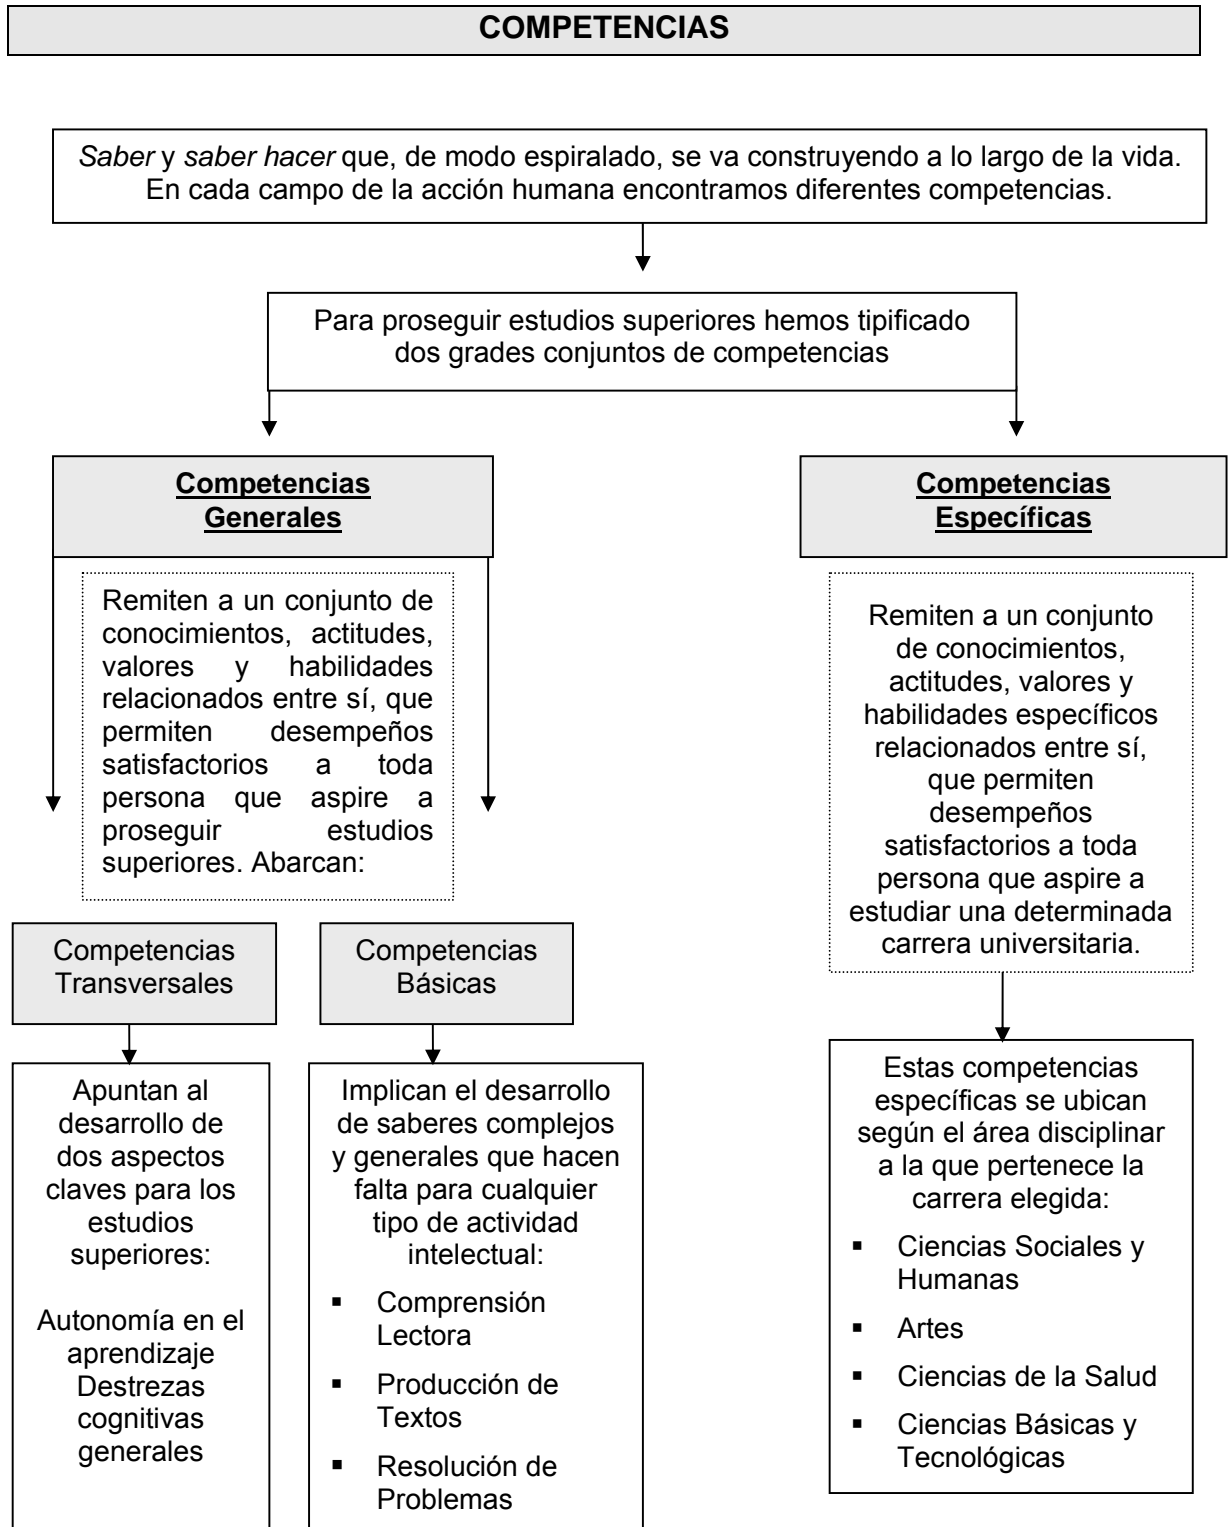 COMPETENCIAS
Saber y saber hacer que, de modo espiralado, se va construyendo a lo largo de la vida.
En cada campo de la acción humana encontramos diferentes competencias.
Para proseguir estudios superiores hemos tipificado
dos grades conjuntos de competencias
Competencias
Generales
Remiten a un conjunto de
conocimientos, actitudes,
valores y habilidades
relacionados entre sí, que
permiten desempeños
satisfactorios a toda
persona que aspire a
proseguir estudios
superiores. Abarcan:
Competencias
Transversales
Apuntan al
desarrollo de
dos aspectos
claves para los
estudios
superiores:
Autonomía en el
aprendizaje
Destrezas
cognitivas
generales
Competencias
Básicas
Implican el desarrollo
de saberes complejos
y generales que hacen
falta para cualquier
tipo de actividad
intelectual:
▪ Comprensión
Lectora
▪ Producción de
Textos
▪ Resolución de
Problemas
Competencias
Específicas
Remiten a un conjunto
de conocimientos,
actitudes, valores y
habilidades específicos
relacionados entre sí,
que permiten
desempeños
satisfactorios a toda
persona que aspire a
estudiar una determinada
carrera universitaria.
Estas competencias
específicas se ubican
según el área disciplinar
a la que pertenece la
carrera elegida:
▪ Ciencias Sociales y
Humanas
▪ Artes
▪ Ciencias de la Salud
▪ Ciencias Básicas y
Tecnológicas